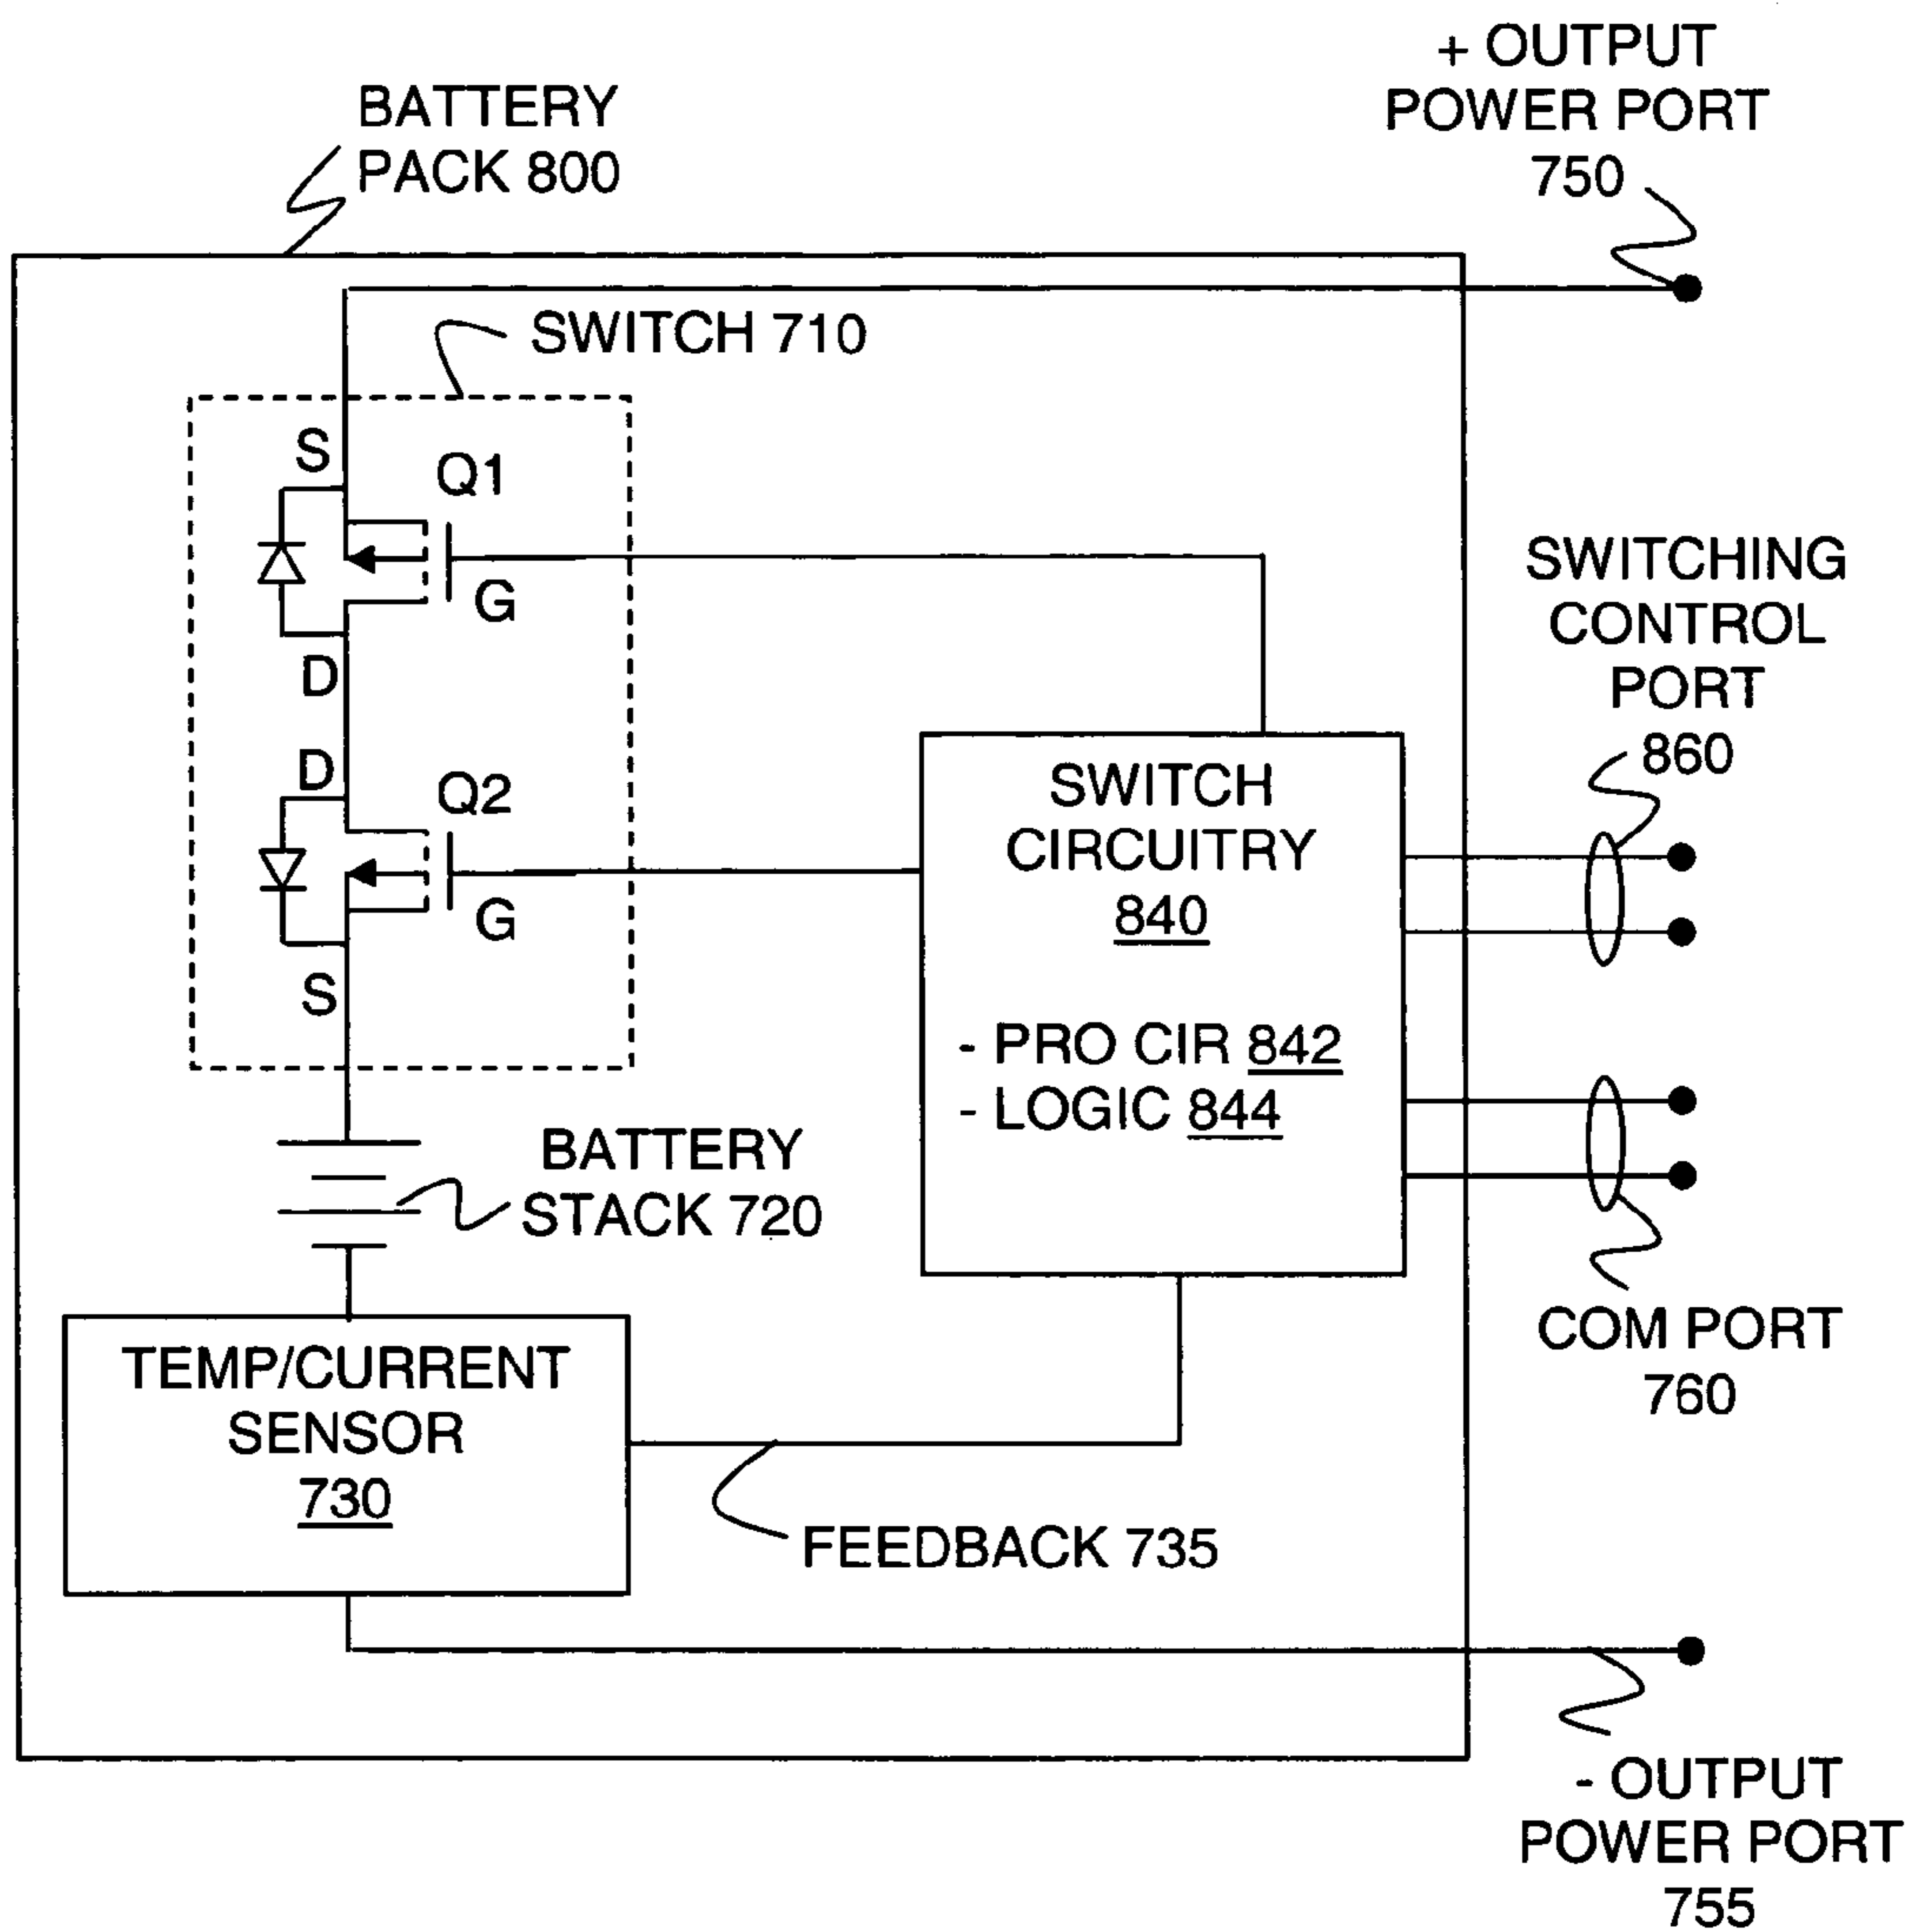 + OUTPUT
POWER PORT
750
BATTERY
PACK 800
SWITCH 710
S
Q1
G
D
SWITCHING
CONTROL
PORT
860
D
Q2
G
S
SWITCH
CIRCUITRY
840
- PRO CIR 842
- LOGIC 844
BATTERY
STACK 720
TEMP/CURRENT
SENSOR
730
COM PORT
760
FEEDBACK 735
- OUTPUT
POWER PORT
755